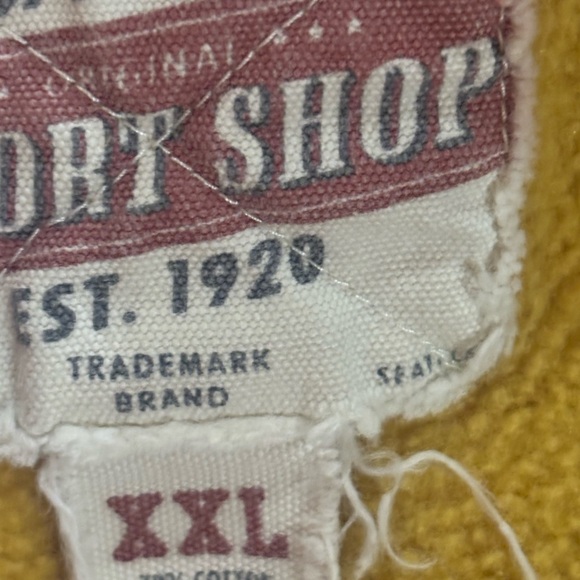 ORIGINAL
ORT SHOP
EST. 1920
TRADEMARK
BRAND
XXL